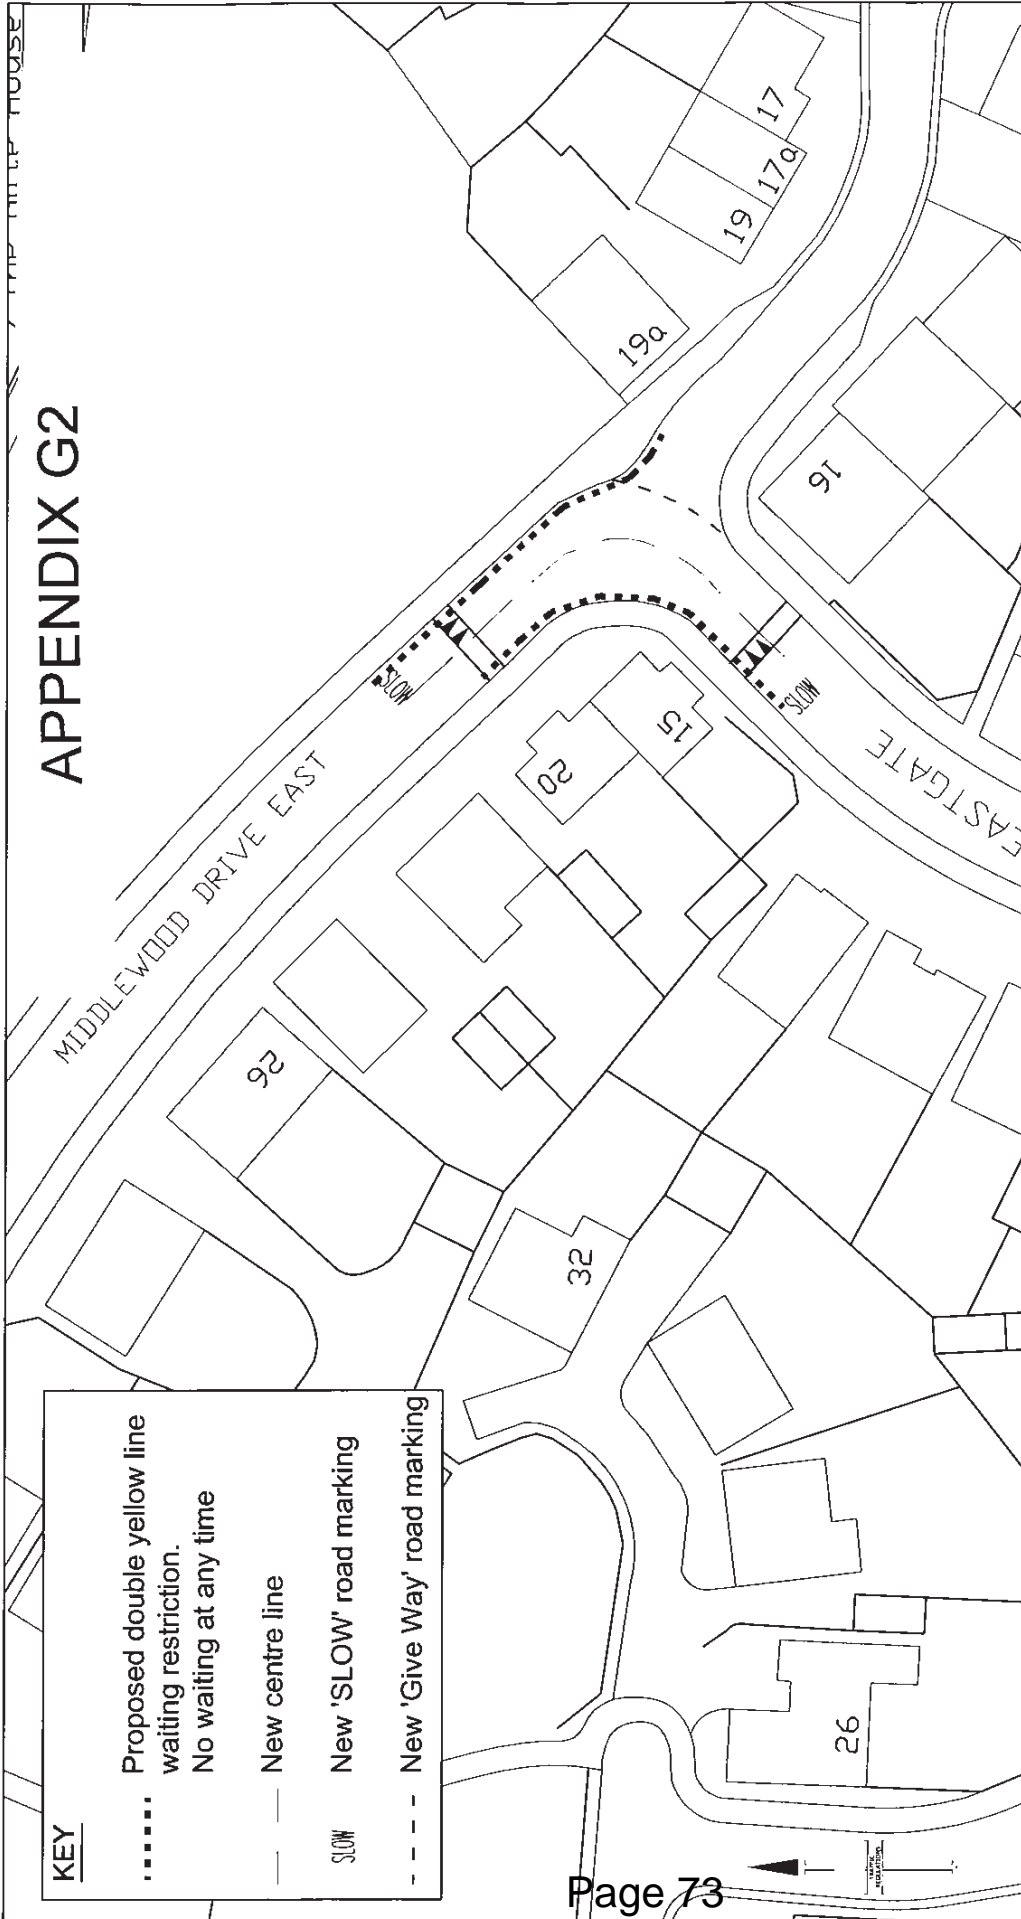 APPENDIX G2
KEY
Proposed double yellow line
waiting restriction.
No waiting at any time
New centre line
SLOW
New 'SLOW' road marking
New 'Give Way' road marking
MIDDLEWOOD DRIVE EAST
EASTGATE
SLOW
SLOW
17
17a
19
19a
16
15
20
26
32
26
TRAFFIC
REGULATIONS
Page 73